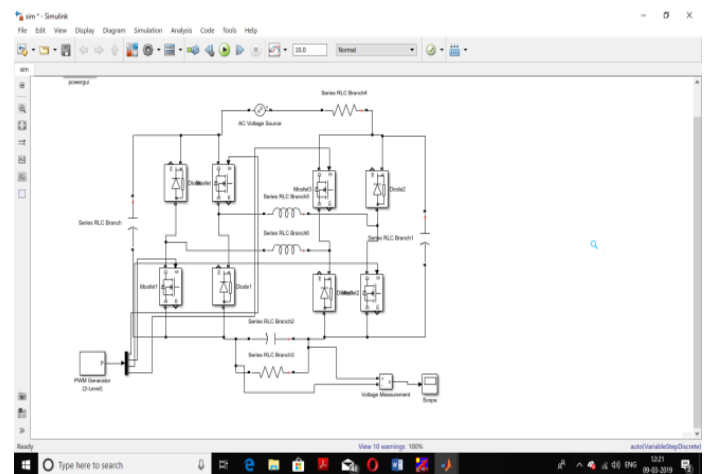 sim * - Simulink
File Edit View Display Diagram Simulation Analysis Code Tools Help
10.0 Normal
sim
powergui
Series RLC Branch4
AC Voltage Source
Mosfet
Mosfet3
Diode2
Series RLC Branch5
Series RLC Branch
Series RLC Branch6
Series RLC Branch1
Mosfet1
Diode1
Mosfet2
Series RLC Branch2
Series RLC Branch3
PWM Generator
(2-Level)
Voltage Measurement
Scope
Ready View 10 warnings 100% auto(VariableStepDiscrete)
Type here to search
ENG 12:21
09-03-2019